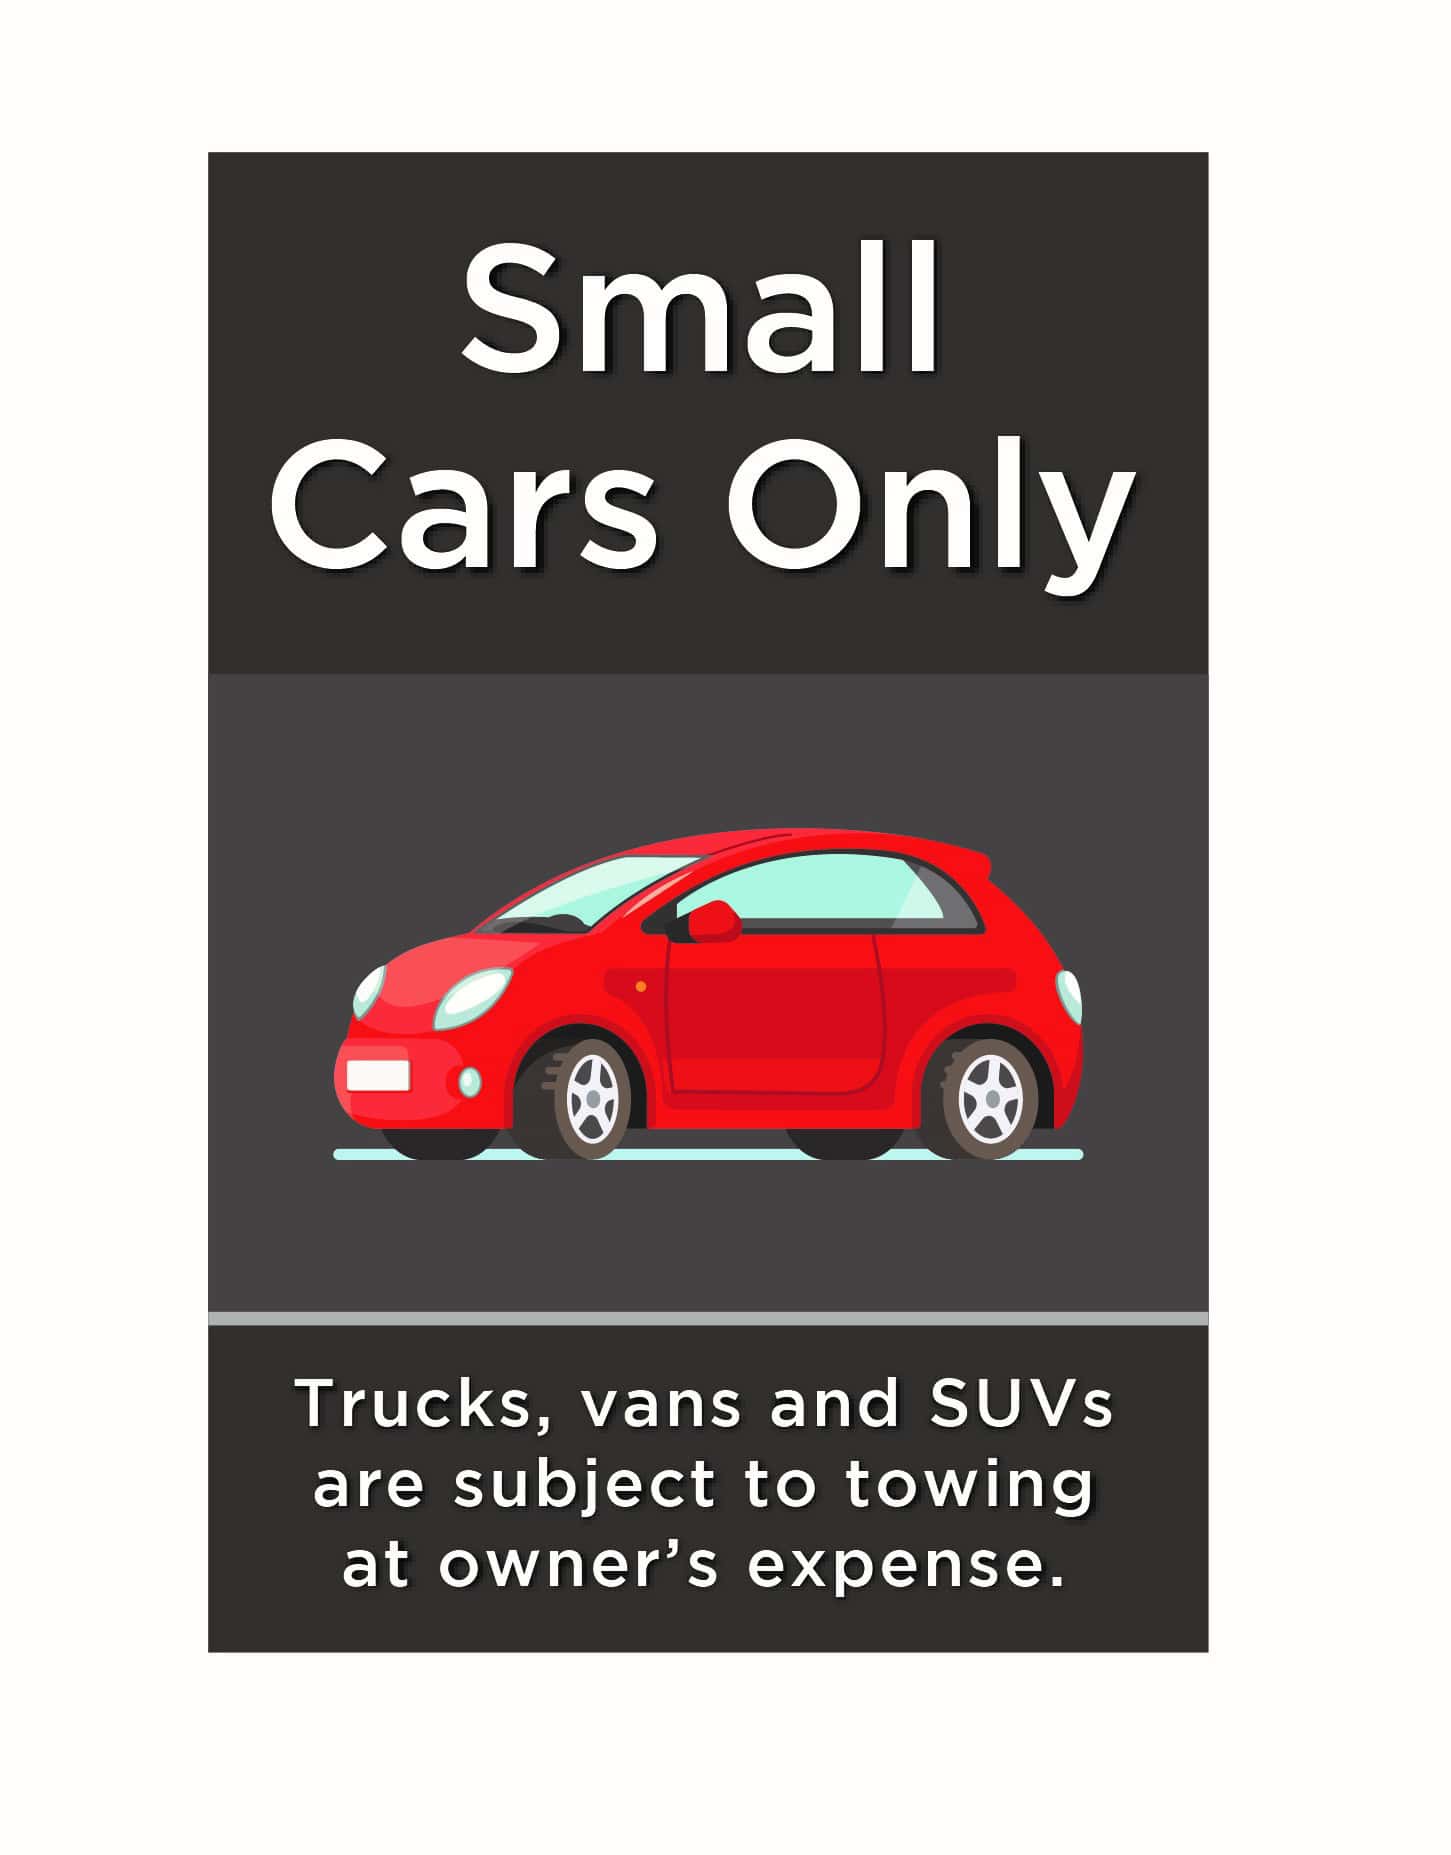 Small
Cars Only
Trucks, vans and SUVs
are subject to towing
at owner’s expense.